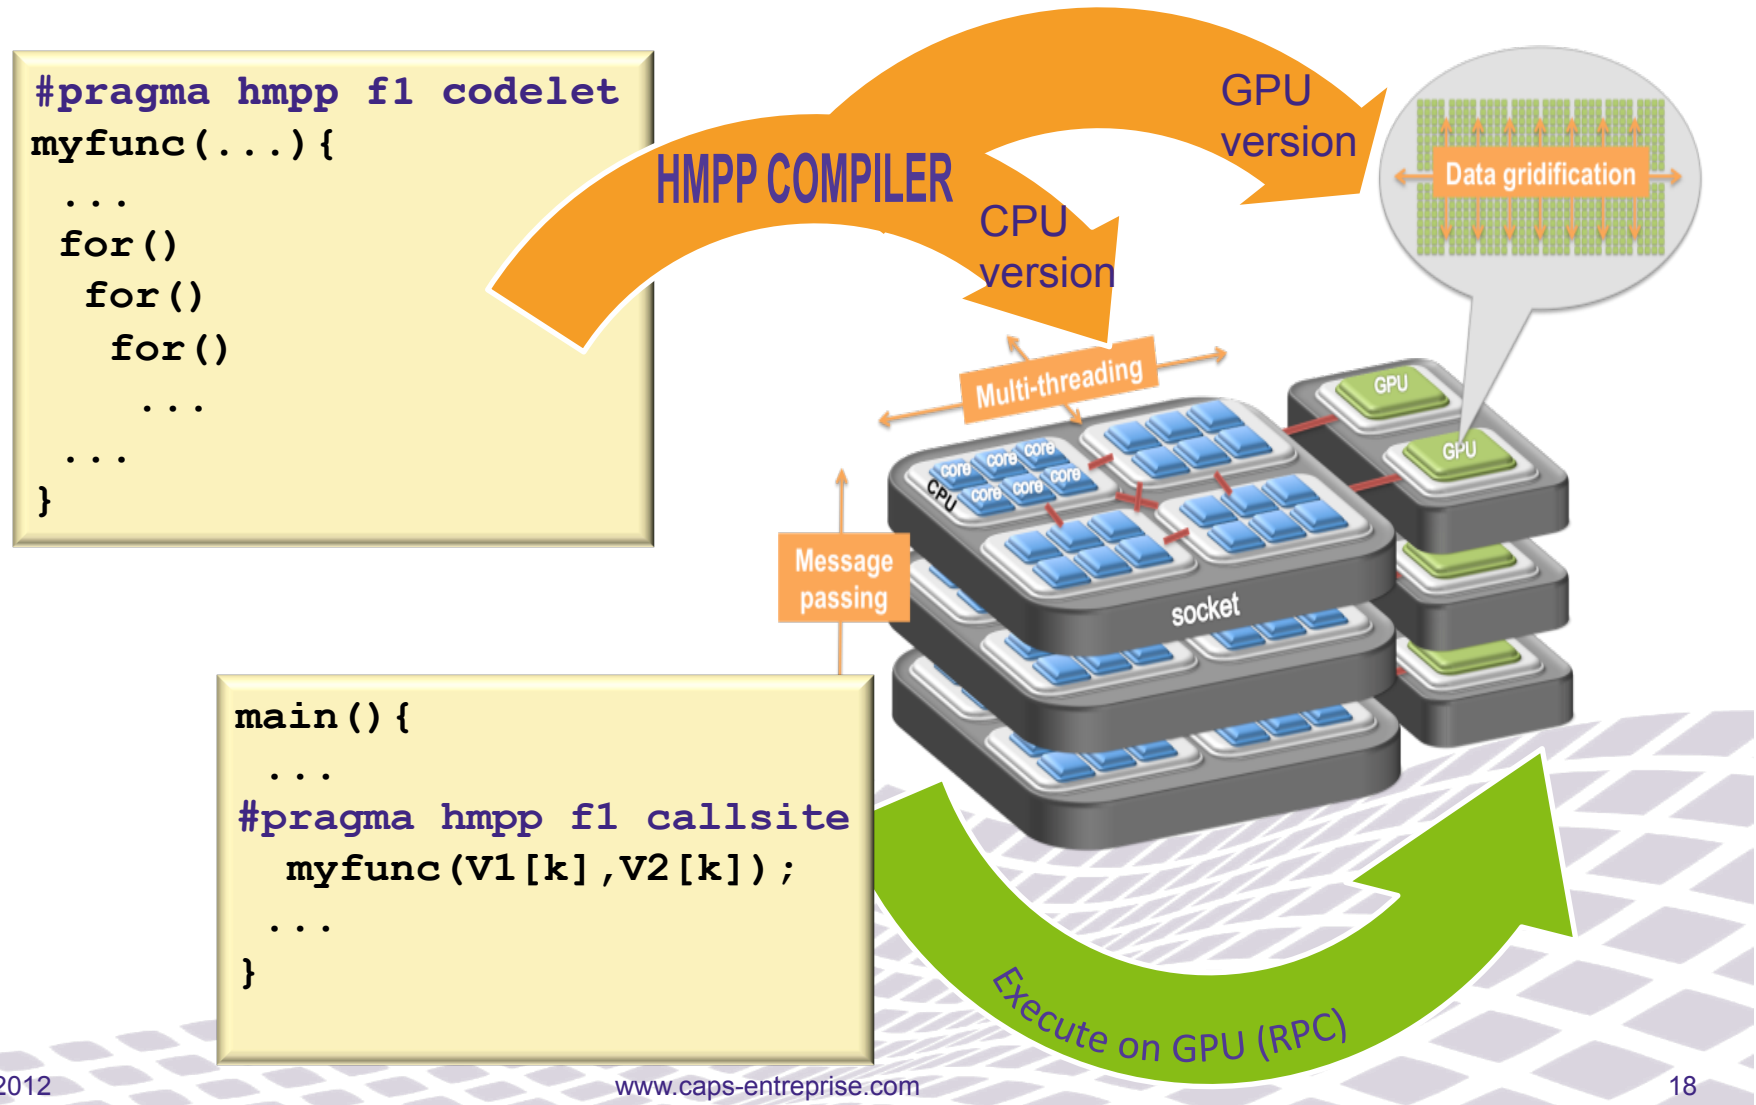 #pragma hmpp f1 codelet
myfunc(...){
...
for()
for()
for()
...
...
}
HMPP COMPILER
GPU
version
CPU
version
Data gridification
Multi-threading
GPU
GPU
core core core
core core core
CPU
Message
passing
socket
main(){
...
#pragma hmpp f1 callsite
myfunc(V1[k],V2[k]);
...
}
Execute on GPU (RPC)
2012
www.caps-entreprise.com
18